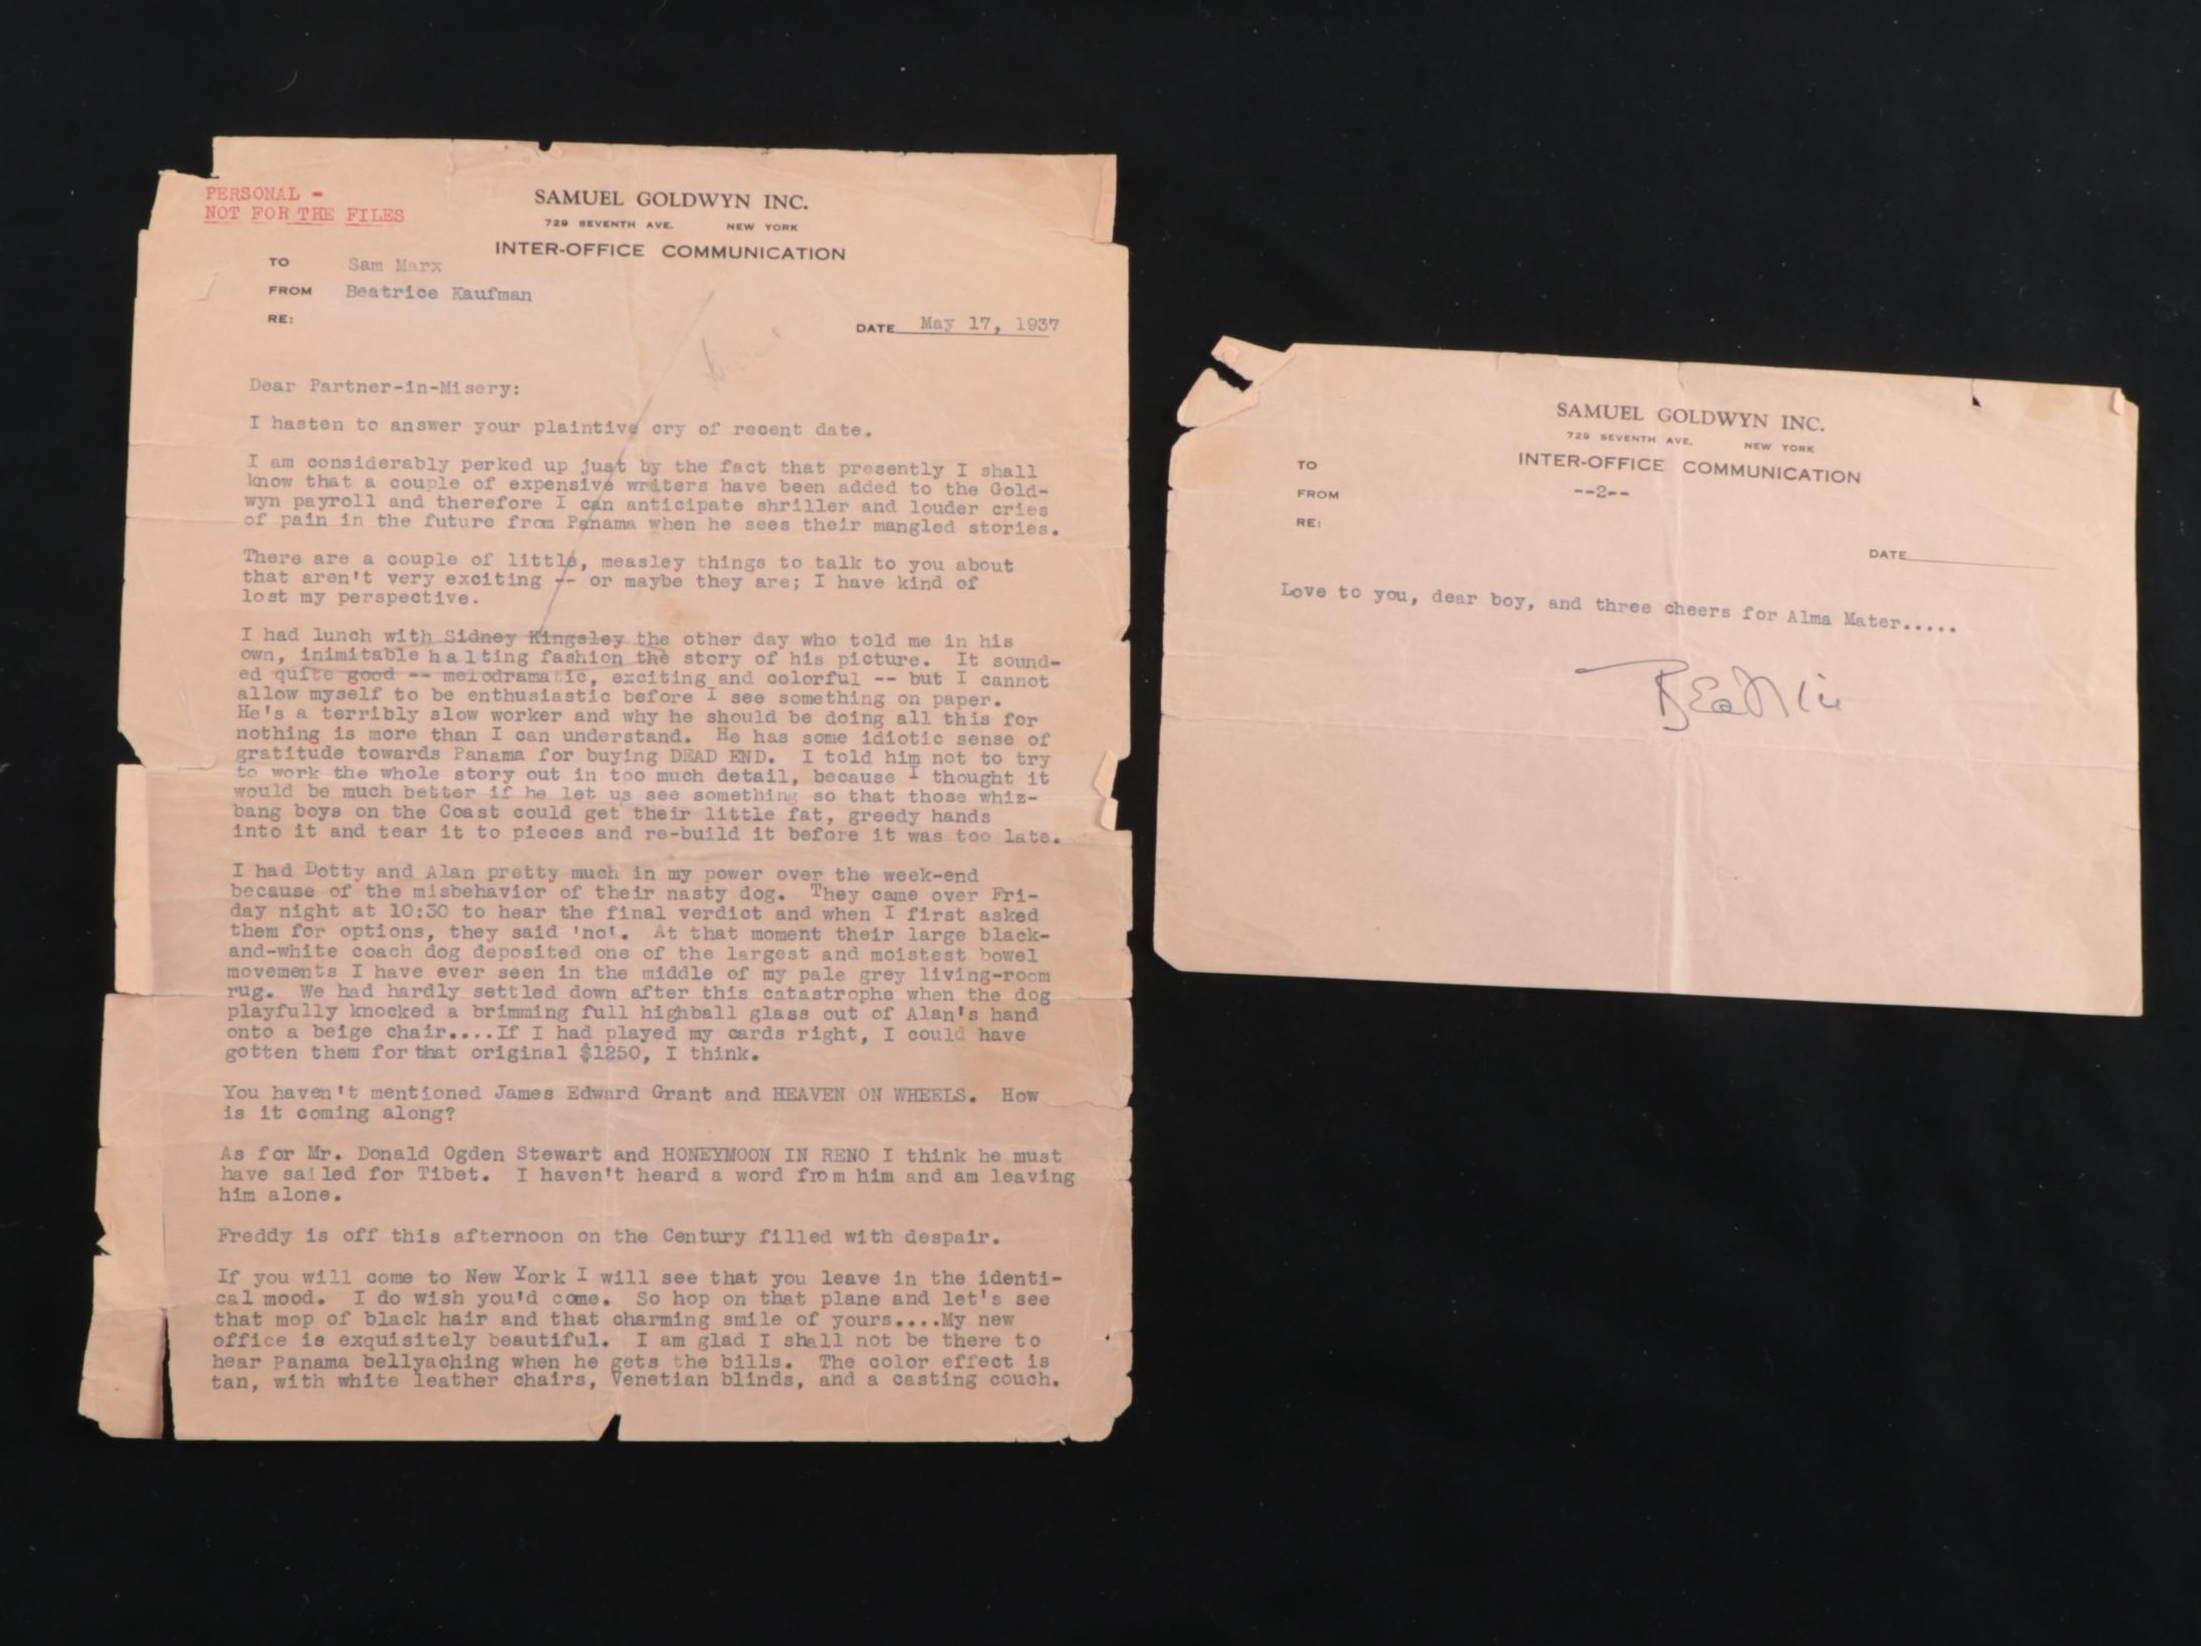 PERSONAL -
NOT FOR THE FILES
SAMUEL GOLDWYN INC.
729 SEVENTH AVE. NEW YORK
INTER-OFFICE COMMUNICATION
TO Sam Marx
FROM Beatrice Kaufman
RE:
DATE May 17, 1937
Dear Partner-in-Misery:
I hasten to answer your plaintive cry of recent date.
I am considerably perked up just by the fact that presently I shall
know that a couple of expensive writers have been added to the Gold-
wyn payroll and therefore I can anticipate shriller and louder cries
of pain in the future from Panama when he sees their mangled stories.
There are a couple of little, measley things to talk to you about
that aren't very exciting -- or maybe they are; I have kind of
lost my perspective.
I had lunch with Sidney Kingsley the other day who told me in his
own, inimitable halting fashion the story of his picture. It sound-
ed quite good -- melodramatic, exciting and colorful -- but I cannot
allow myself to be enthusiastic before I see something on paper.
He's a terribly slow worker and why he should be doing all this for
nothing is more than I can understand. He has some idiotic sense of
gratitude towards Panama for buying DEAD END. I told him not to try
to work the whole story out in too much detail, because I thought it
would be much better if he let us see something so that those whiz-
bang boys on the Coast could get their little fat, greedy hands
into it and tear it to pieces and re-build it before it was too late.
I had Dotty and Alan pretty much in my power over the week-end
because of the misbehavior of their nasty dog. They came over Fri-
day night at 10:30 to hear the final verdict and when I first asked
them for options, they said 'no'. At that moment their large black-
and-white coach dog deposited one of the largest and moistest bowel
movements I have ever seen in the middle of my pale grey living-room
rug. We had hardly settled down after this catastrophe when the dog
playfully knocked a brimming full highball glass out of Alan's hand
onto a beige chair....If I had played my cards right, I could have
gotten them for that original $1250, I think.
You haven't mentioned James Edward Grant and HEAVEN ON WHEELS. How
is it coming along?
As for Mr. Donald Ogden Stewart and HONEYMOON IN RENO I think he must
have sailed for Tibet. I haven't heard a word from him and am leaving
him alone.
Freddy is off this afternoon on the Century filled with despair.
If you will come to New York I will see that you leave in the identi-
cal mood. I do wish you'd come. So hop on that plane and let's see
that mop of black hair and that charming smile of yours....My new
office is exquisitely beautiful. I am glad I shall not be there to
hear Panama bellyaching when he gets the bills. The color effect is
tan, with white leather chairs, Venetian blinds, and a casting couch.
SAMUEL GOLDWYN INC.
729 SEVENTH AVE. NEW YORK
INTER-OFFICE COMMUNICATION
TO
FROM --2--
RE:
DATE
Love to you, dear boy, and three cheers for Alma Mater.....
Beattie